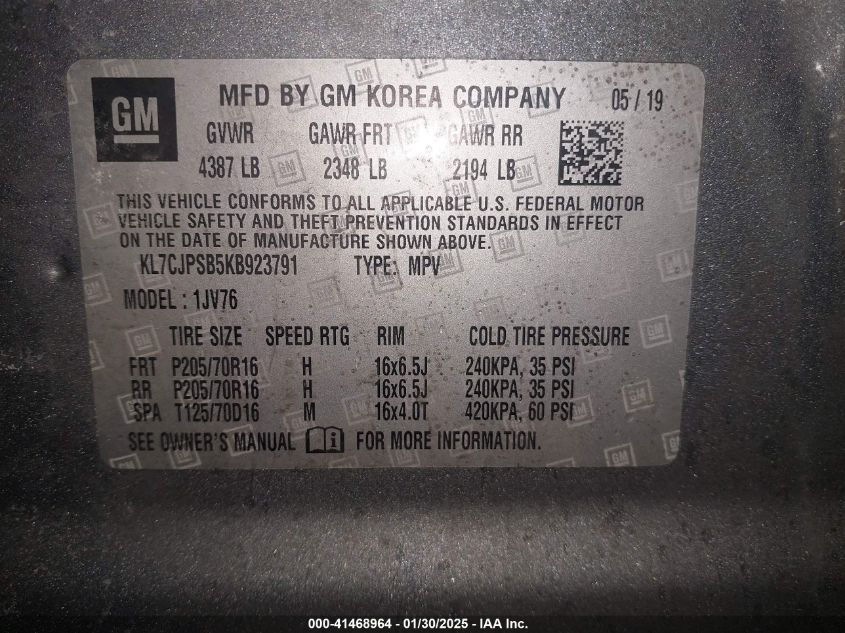 GM
MFD BY GM KOREA COMPANY 05 / 19
GVWR GAWR FRT GAWR RR
4387 LB 2348 LB 2194 LB
THIS VEHICLE CONFORMS TO ALL APPLICABLE U.S. FEDERAL MOTOR
VEHICLE SAFETY AND THEFT PREVENTION STANDARDS IN EFFECT
ON THE DATE OF MANUFACTURE SHOWN ABOVE.
KL7CJPSB5KB923791 TYPE: MPV
MODEL : 1JV76
TIRE SIZE SPEED RTG RIM COLD TIRE PRESSURE
FRT P205/70R16 H 16x6.5J 240KPA, 35 PSI
RR P205/70R16 H 16x6.5J 240KPA, 35 PSI
SPA T125/70D16 M 16x4.0T 420KPA, 60 PSI
SEE OWNER'S MANUAL i FOR MORE INFORMATION.
000-41468964 - 01/30/2025 - IAA Inc.